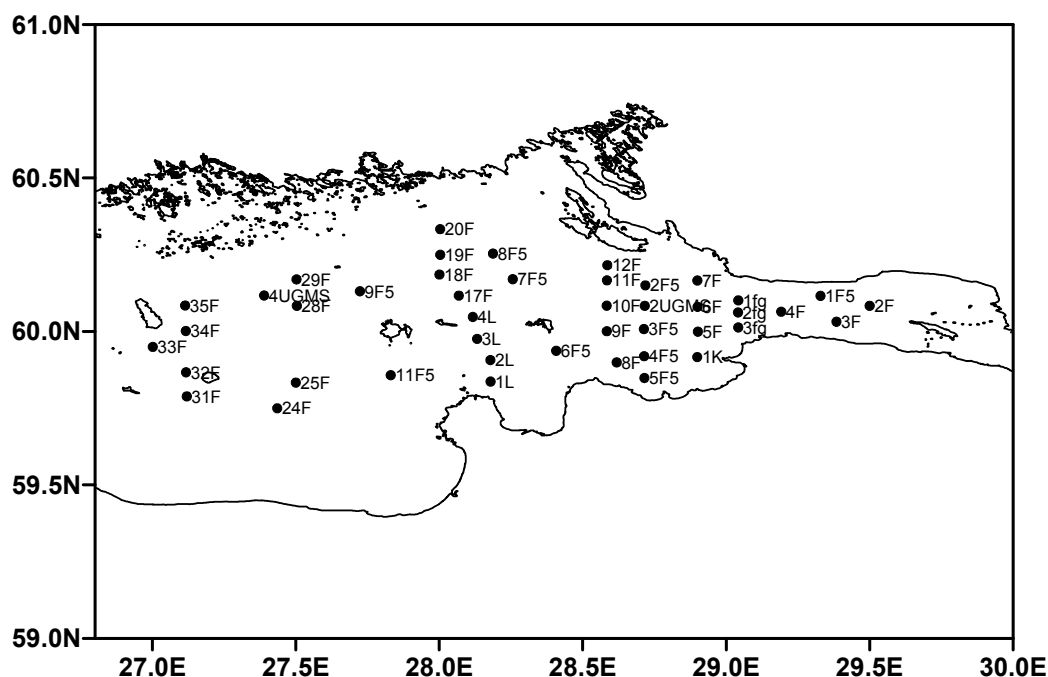 61.0N
60.5N
60.0N
59.5N
59.0N
20F
19F
8F5
18F
7F5
12F
11F
2F5
7F
29F
4UGMS
28F
9F5
17F
4L
10F
2UGMS
6F
1fg
2fg
3fg
4F
1F5
2F
3F
35F
34F
33F
3L
6F5
9F
3F5
5F
32F
31F
25F
24F
11F5
2L
1L
8F
4F5
1K
5F5
27.0E 27.5E 28.0E 28.5E 29.0E 29.5E 30.0E